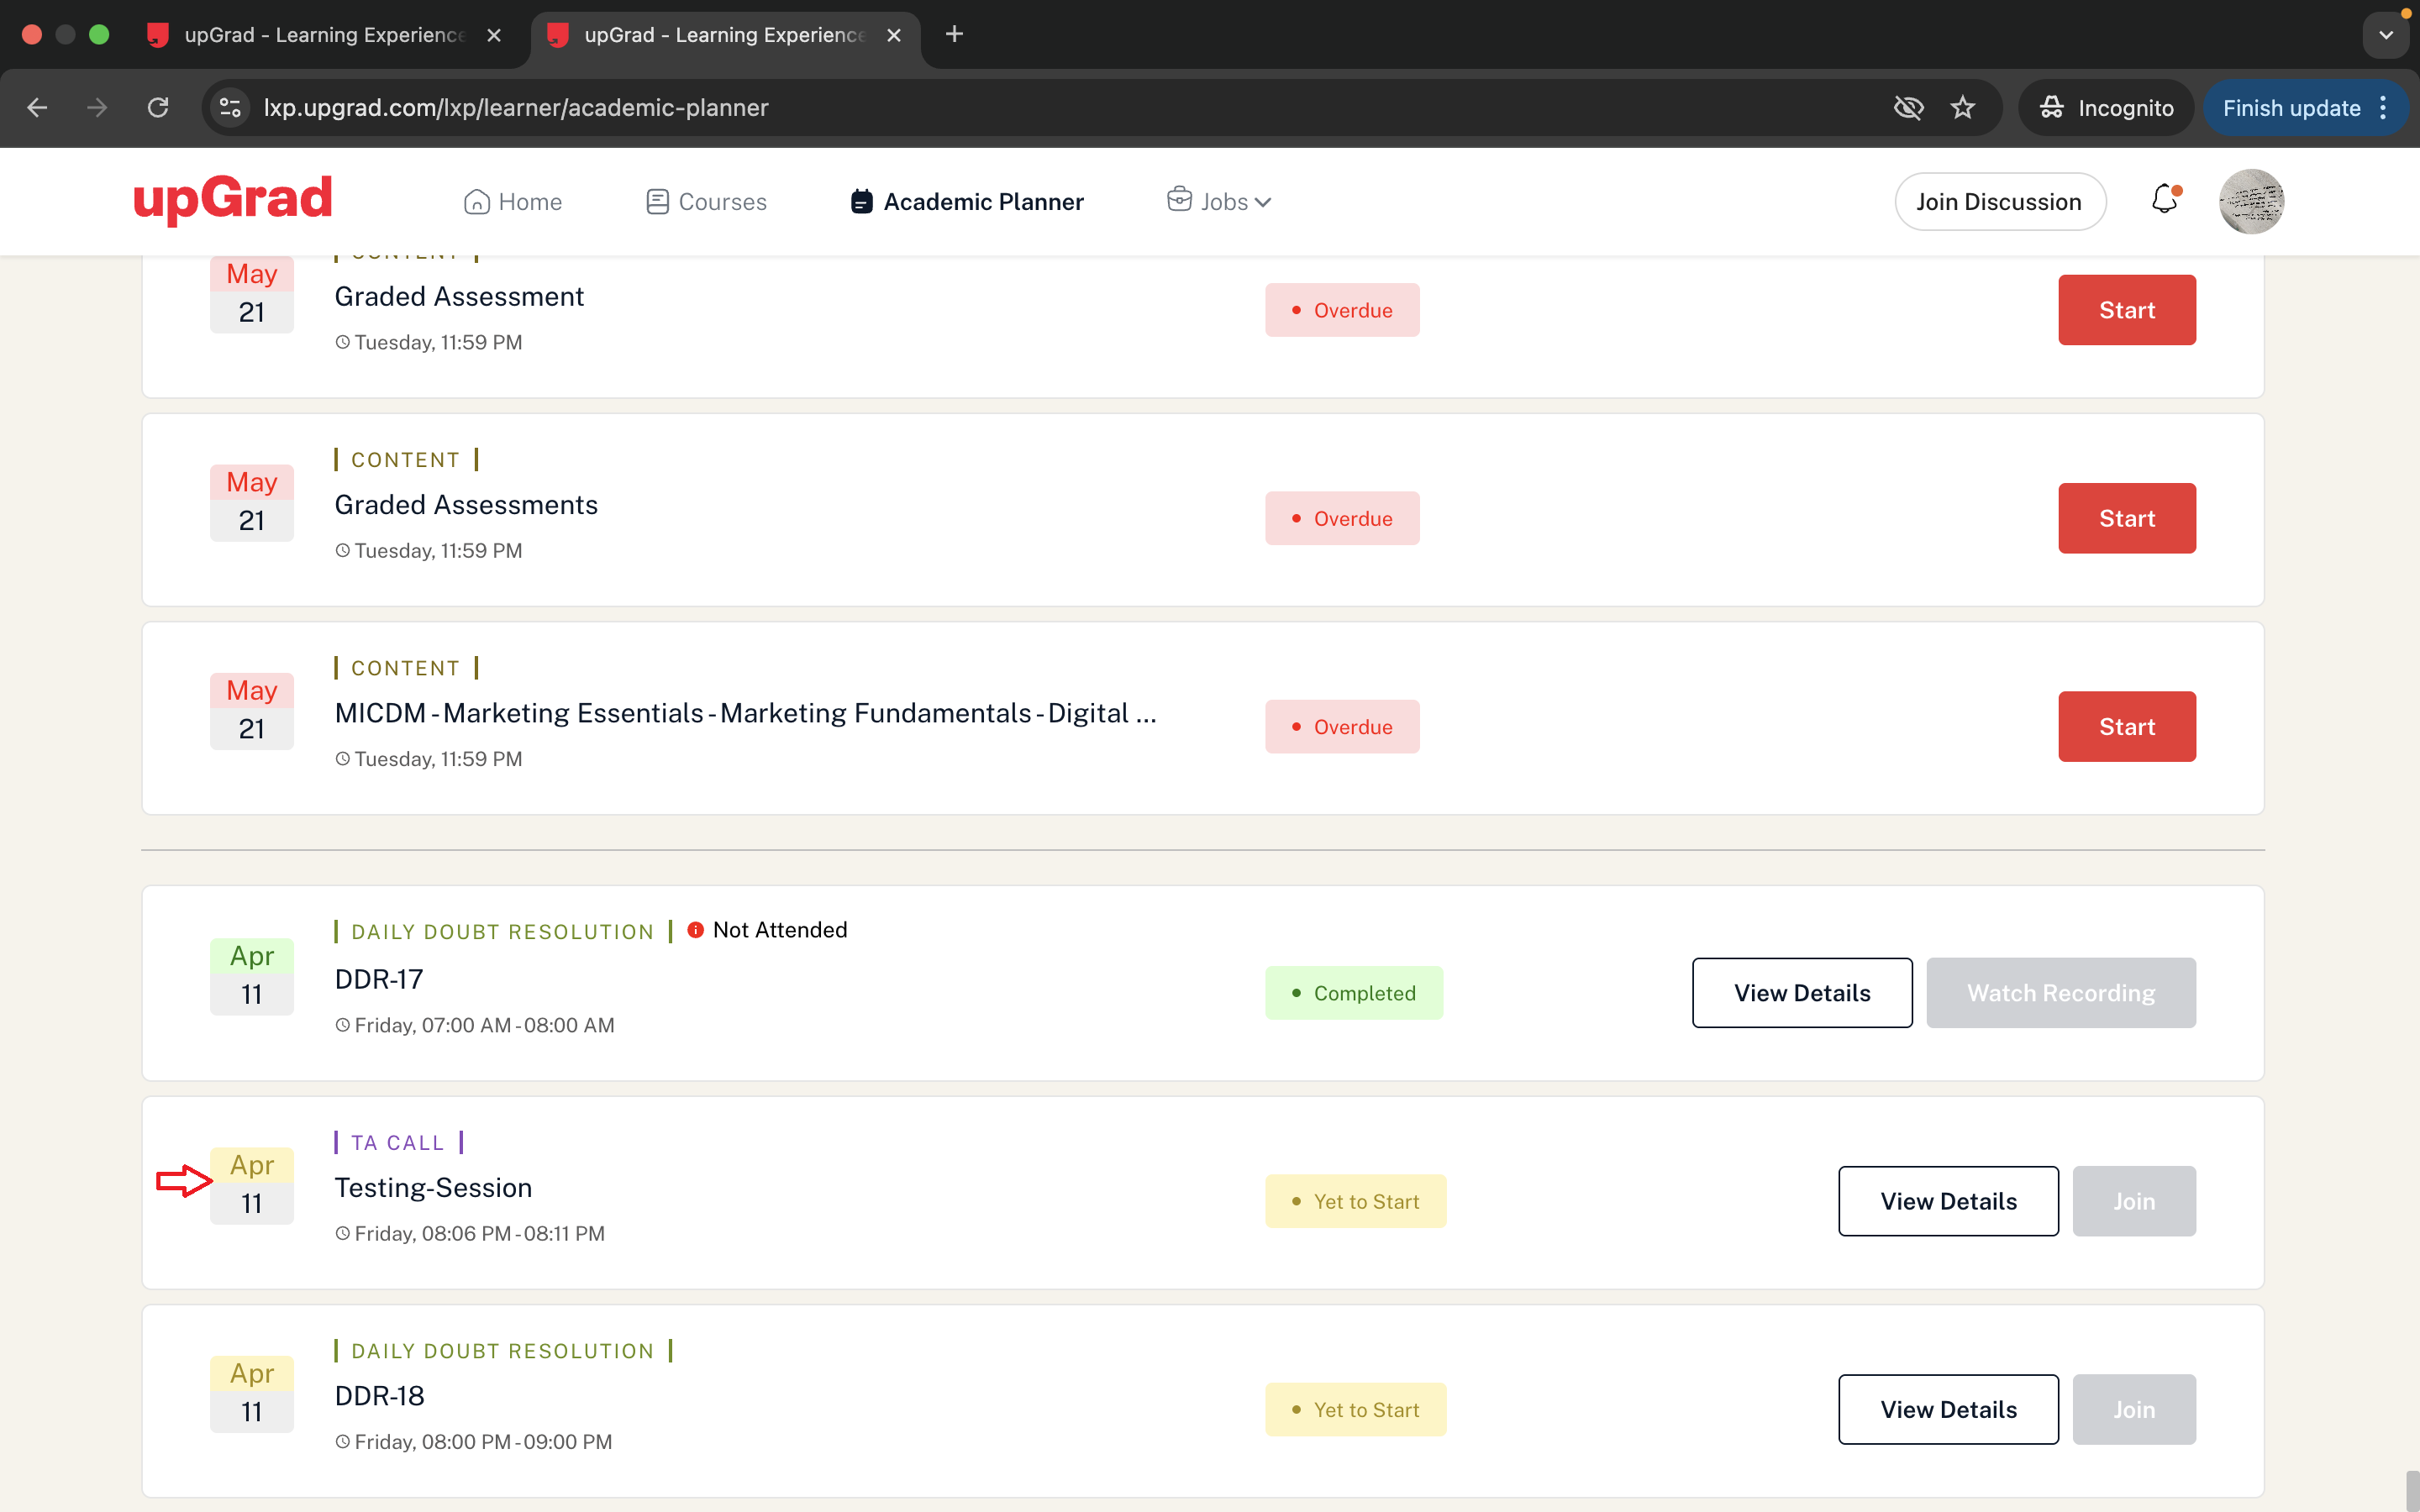 upGrad - Learning Experience
upGrad - Learning Experience
lxp.upgrad.com/lxp/learner/academic-planner
Incognito
Finish update
upGrad
Home
Courses
Academic Planner
Jobs
Join Discussion
CONTENT
May
21
Graded Assessment
Tuesday, 11:59 PM
Overdue
Start
CONTENT
May
21
Graded Assessments
Tuesday, 11:59 PM
Overdue
Start
CONTENT
May
21
MICDM - Marketing Essentials - Marketing Fundamentals - Digital ...
Tuesday, 11:59 PM
Overdue
Start
DAILY DOUBT RESOLUTION
Not Attended
Apr
11
DDR-17
Friday, 07:00 AM - 08:00 AM
Completed
View Details
Watch Recording
TA CALL
Apr
11
Testing-Session
Friday, 08:06 PM - 08:11 PM
Yet to Start
View Details
Join
DAILY DOUBT RESOLUTION
Apr
11
DDR-18
Friday, 08:00 PM - 09:00 PM
Yet to Start
View Details
Join